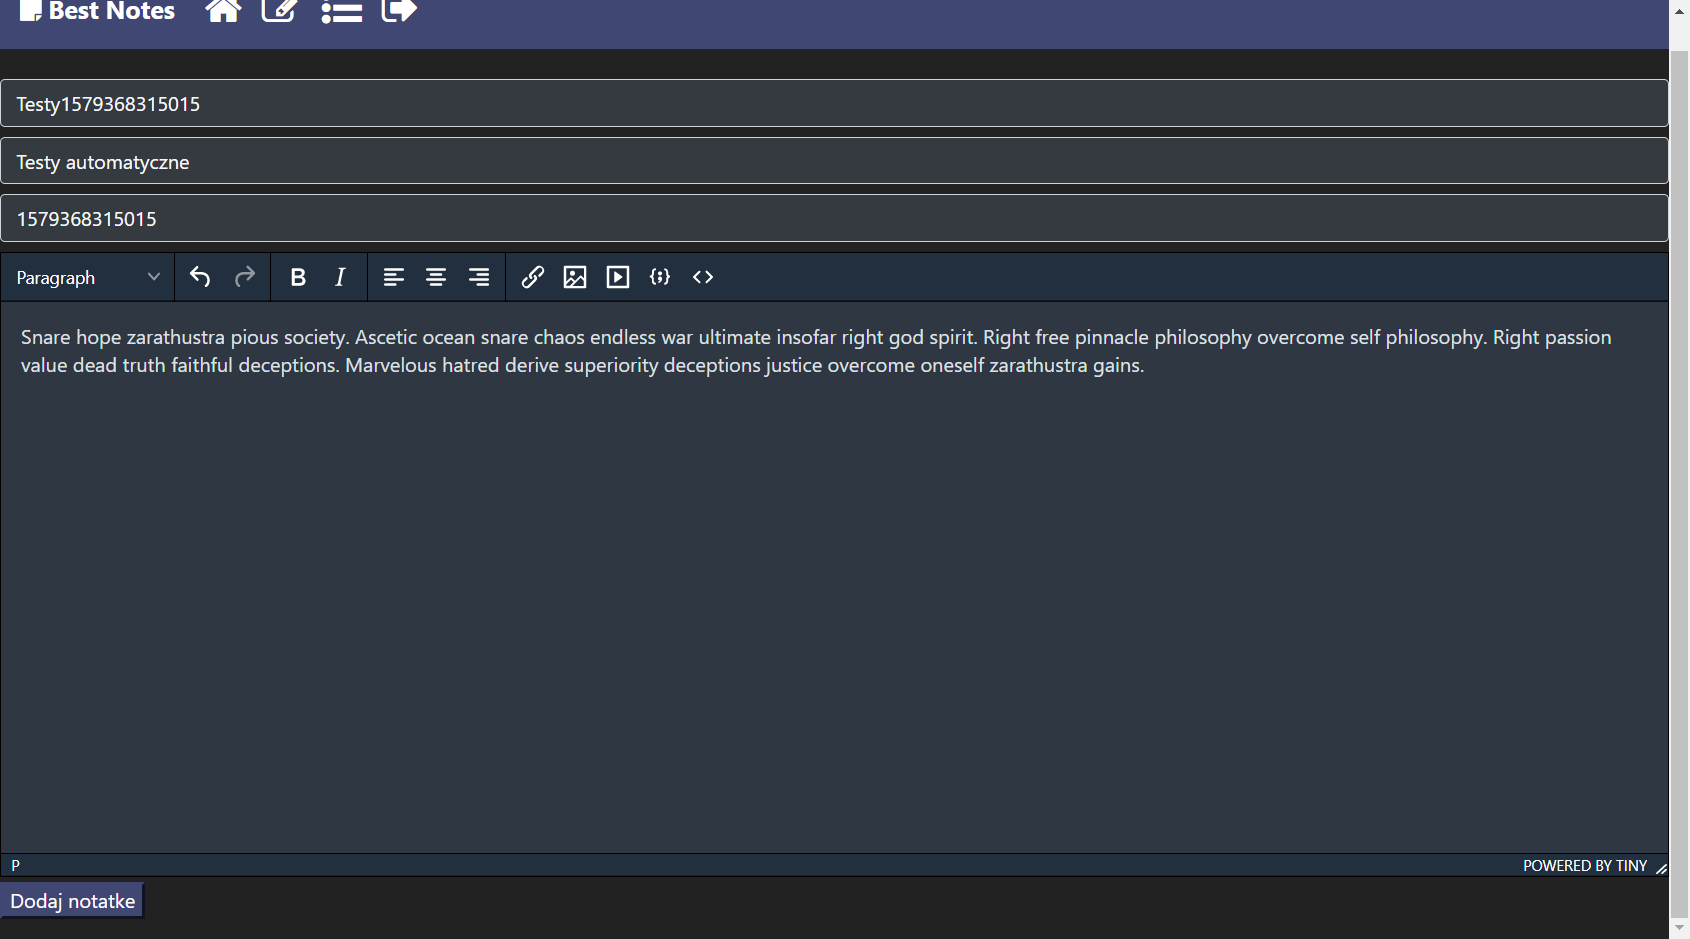 Best Notes
Testy1579368315015
Testy automatyczne
1579368315015
Paragraph B I
Snare hope zarathustra pious society. Ascetic ocean snare chaos endless war ultimate insofar right god spirit. Right free pinnacle philosophy overcome self philosophy. Right passion
value dead truth faithful deceptions. Marvelous hatred derive superiority deceptions justice overcome oneself zarathustra gains.
P POWERED BY TINY
Dodaj notatke